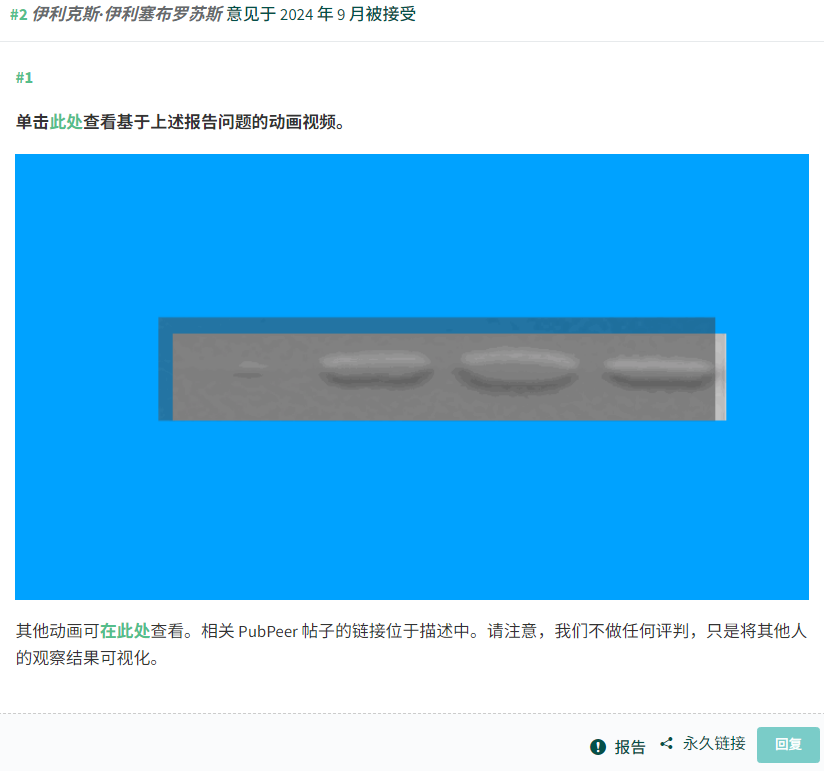 #2 伊利克斯·伊利塞布罗苏斯 意见于 2024 年 9 月被接受
#1
单击此处查看基于上述报告问题的动画视频。
其他动画可在此处查看。相关 PubPeer 帖子的链接位于描述中。请注意，我们不做任何评判，只是将其他人
的观察结果可视化。
报告 永久链接 回复